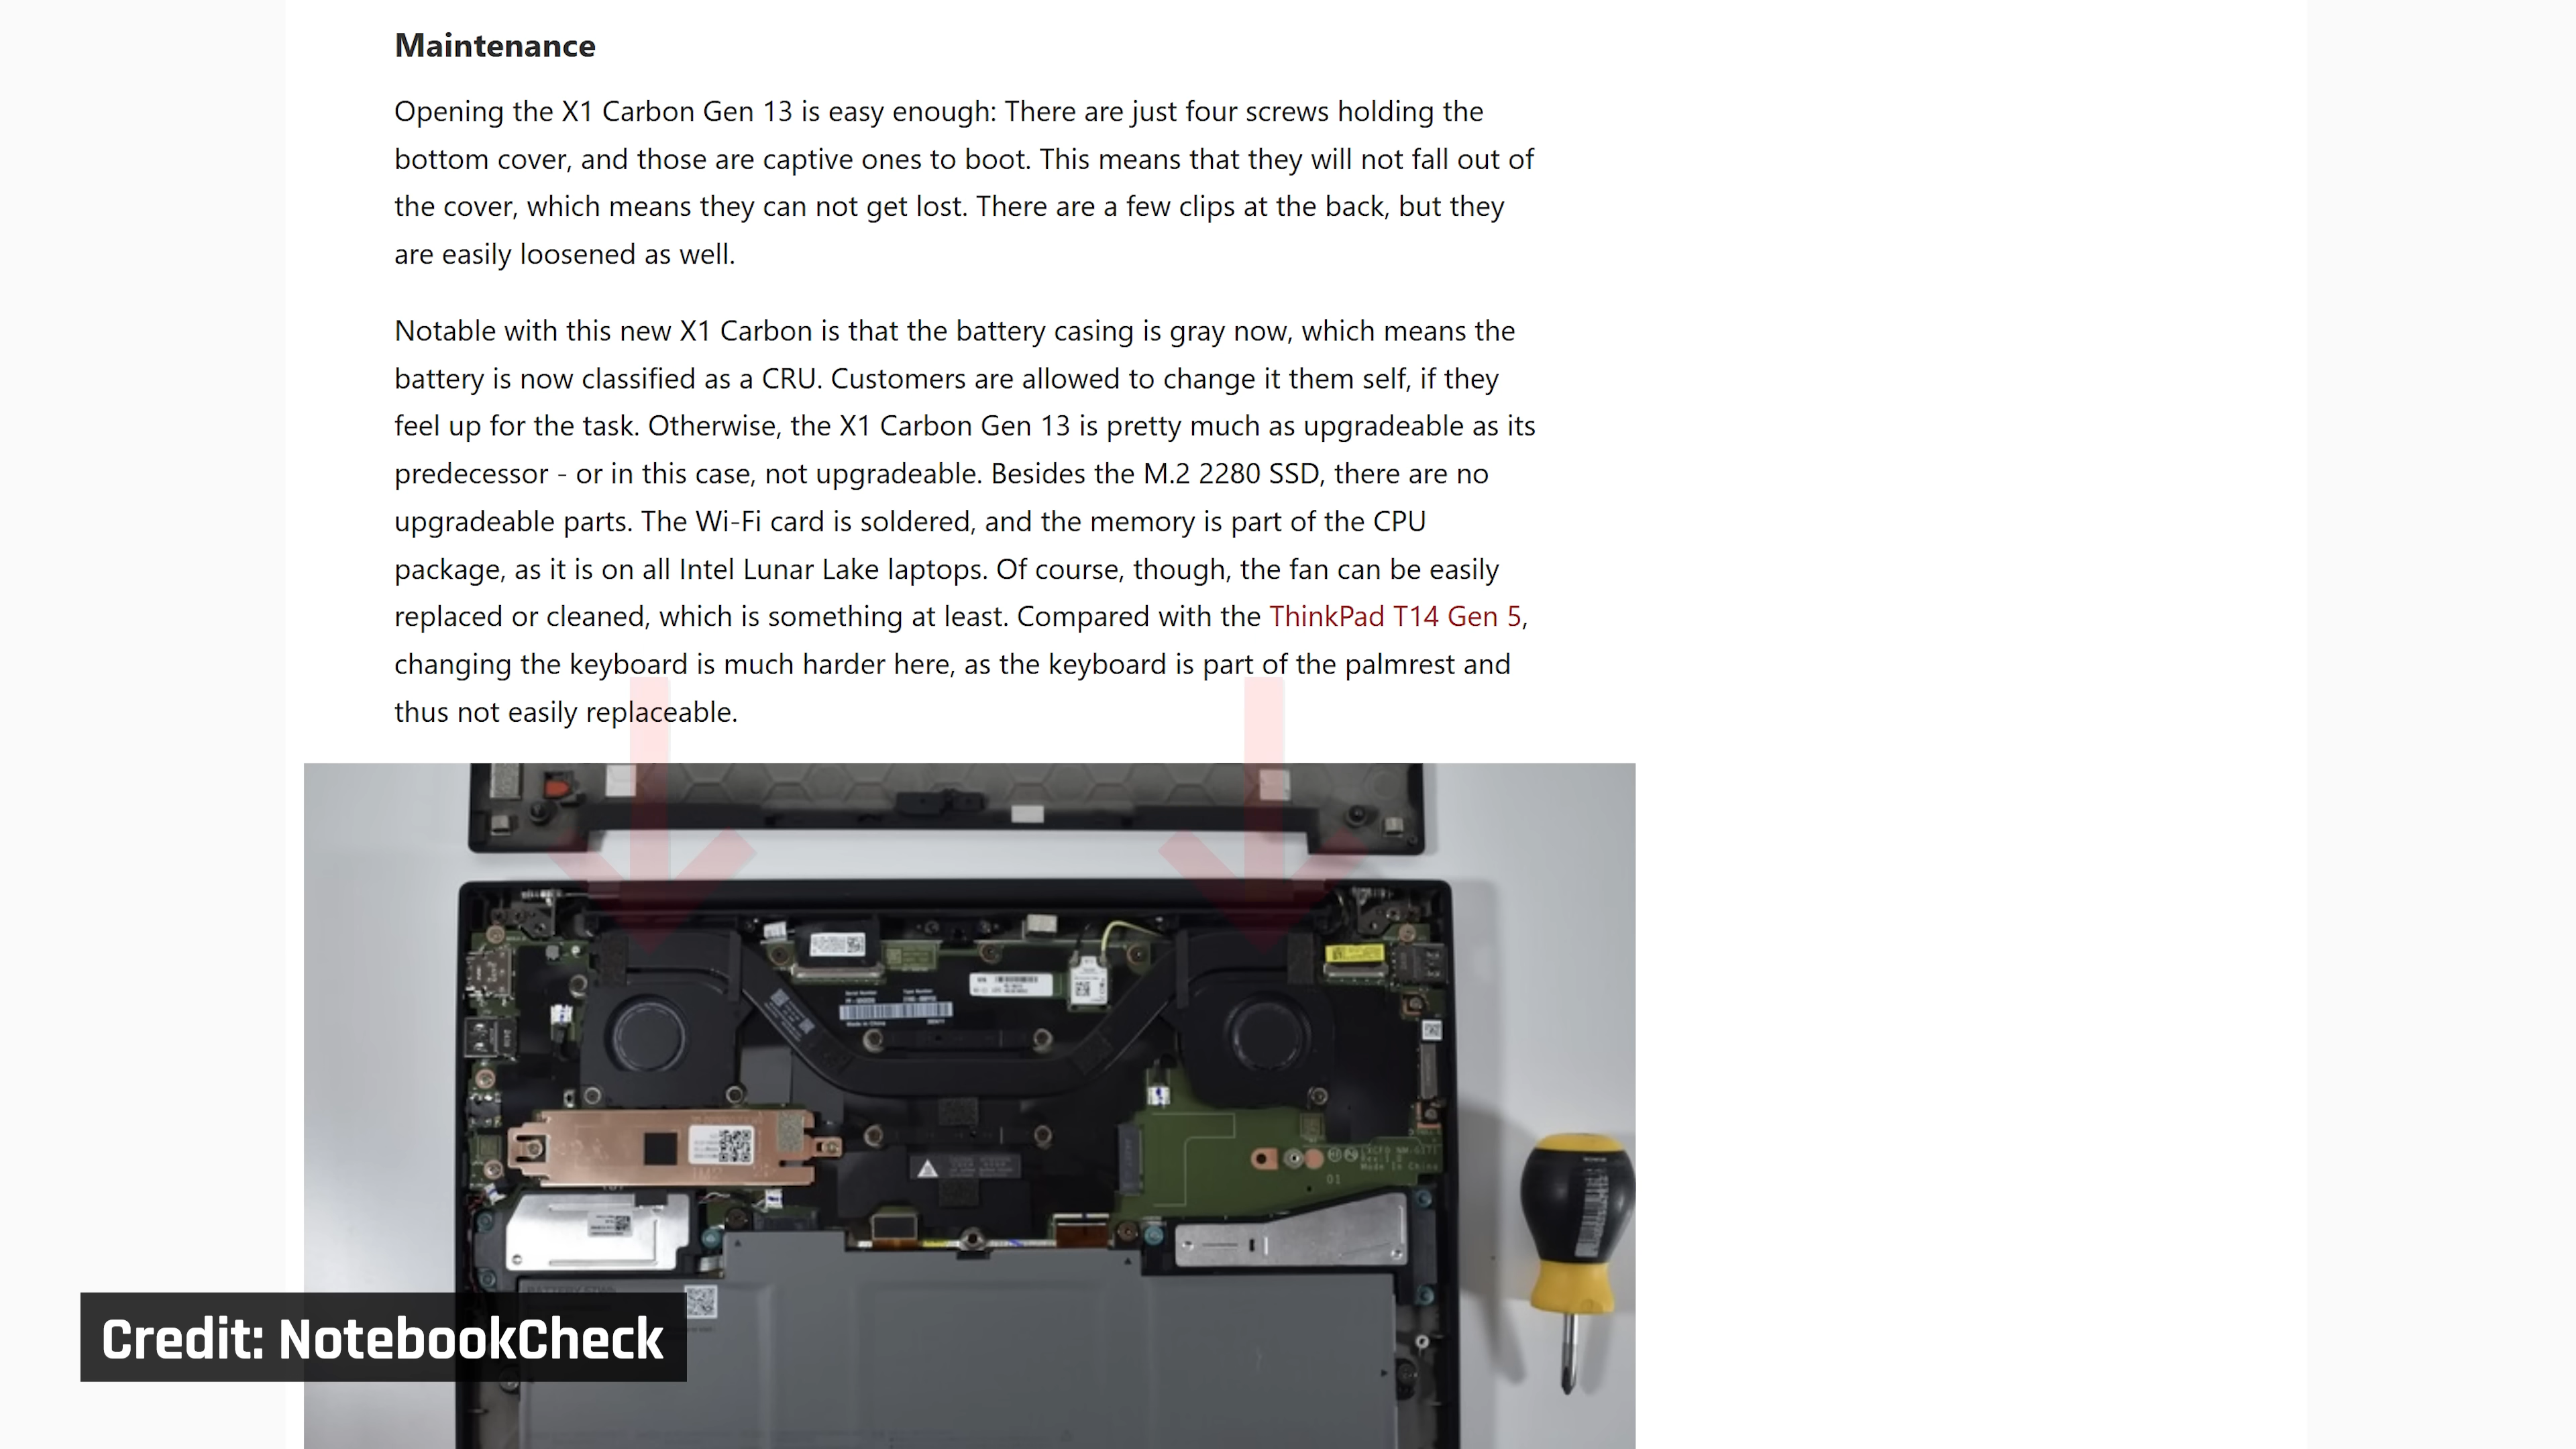 Maintenance
Opening the X1 Carbon Gen 13 is easy enough: There are just four screws holding the
bottom cover, and those are captive ones to boot. This means that they will not fall out of
the cover, which means they can not get lost. There are a few clips at the back, but they
are easily loosened as well.
Notable with this new X1 Carbon is that the battery casing is gray now, which means the
battery is now classified as a CRU. Customers are allowed to change it them self, if they
feel up for the task. Otherwise, the X1 Carbon Gen 13 is pretty much as upgradeable as its
predecessor - or in this case, not upgradeable. Besides the M.2 2280 SSD, there are no
upgradeable parts. The Wi-Fi card is soldered, and the memory is part of the CPU
package, as it is on all Intel Lunar Lake laptops. Of course, though, the fan can be easily
replaced or cleaned, which is something at least. Compared with the ThinkPad T14 Gen 5,
changing the keyboard is much harder here, as the keyboard is part of the palmrest and
thus not easily replaceable.
Serial Number
Made in China
Made In China
01
Credit: NotebookCheck